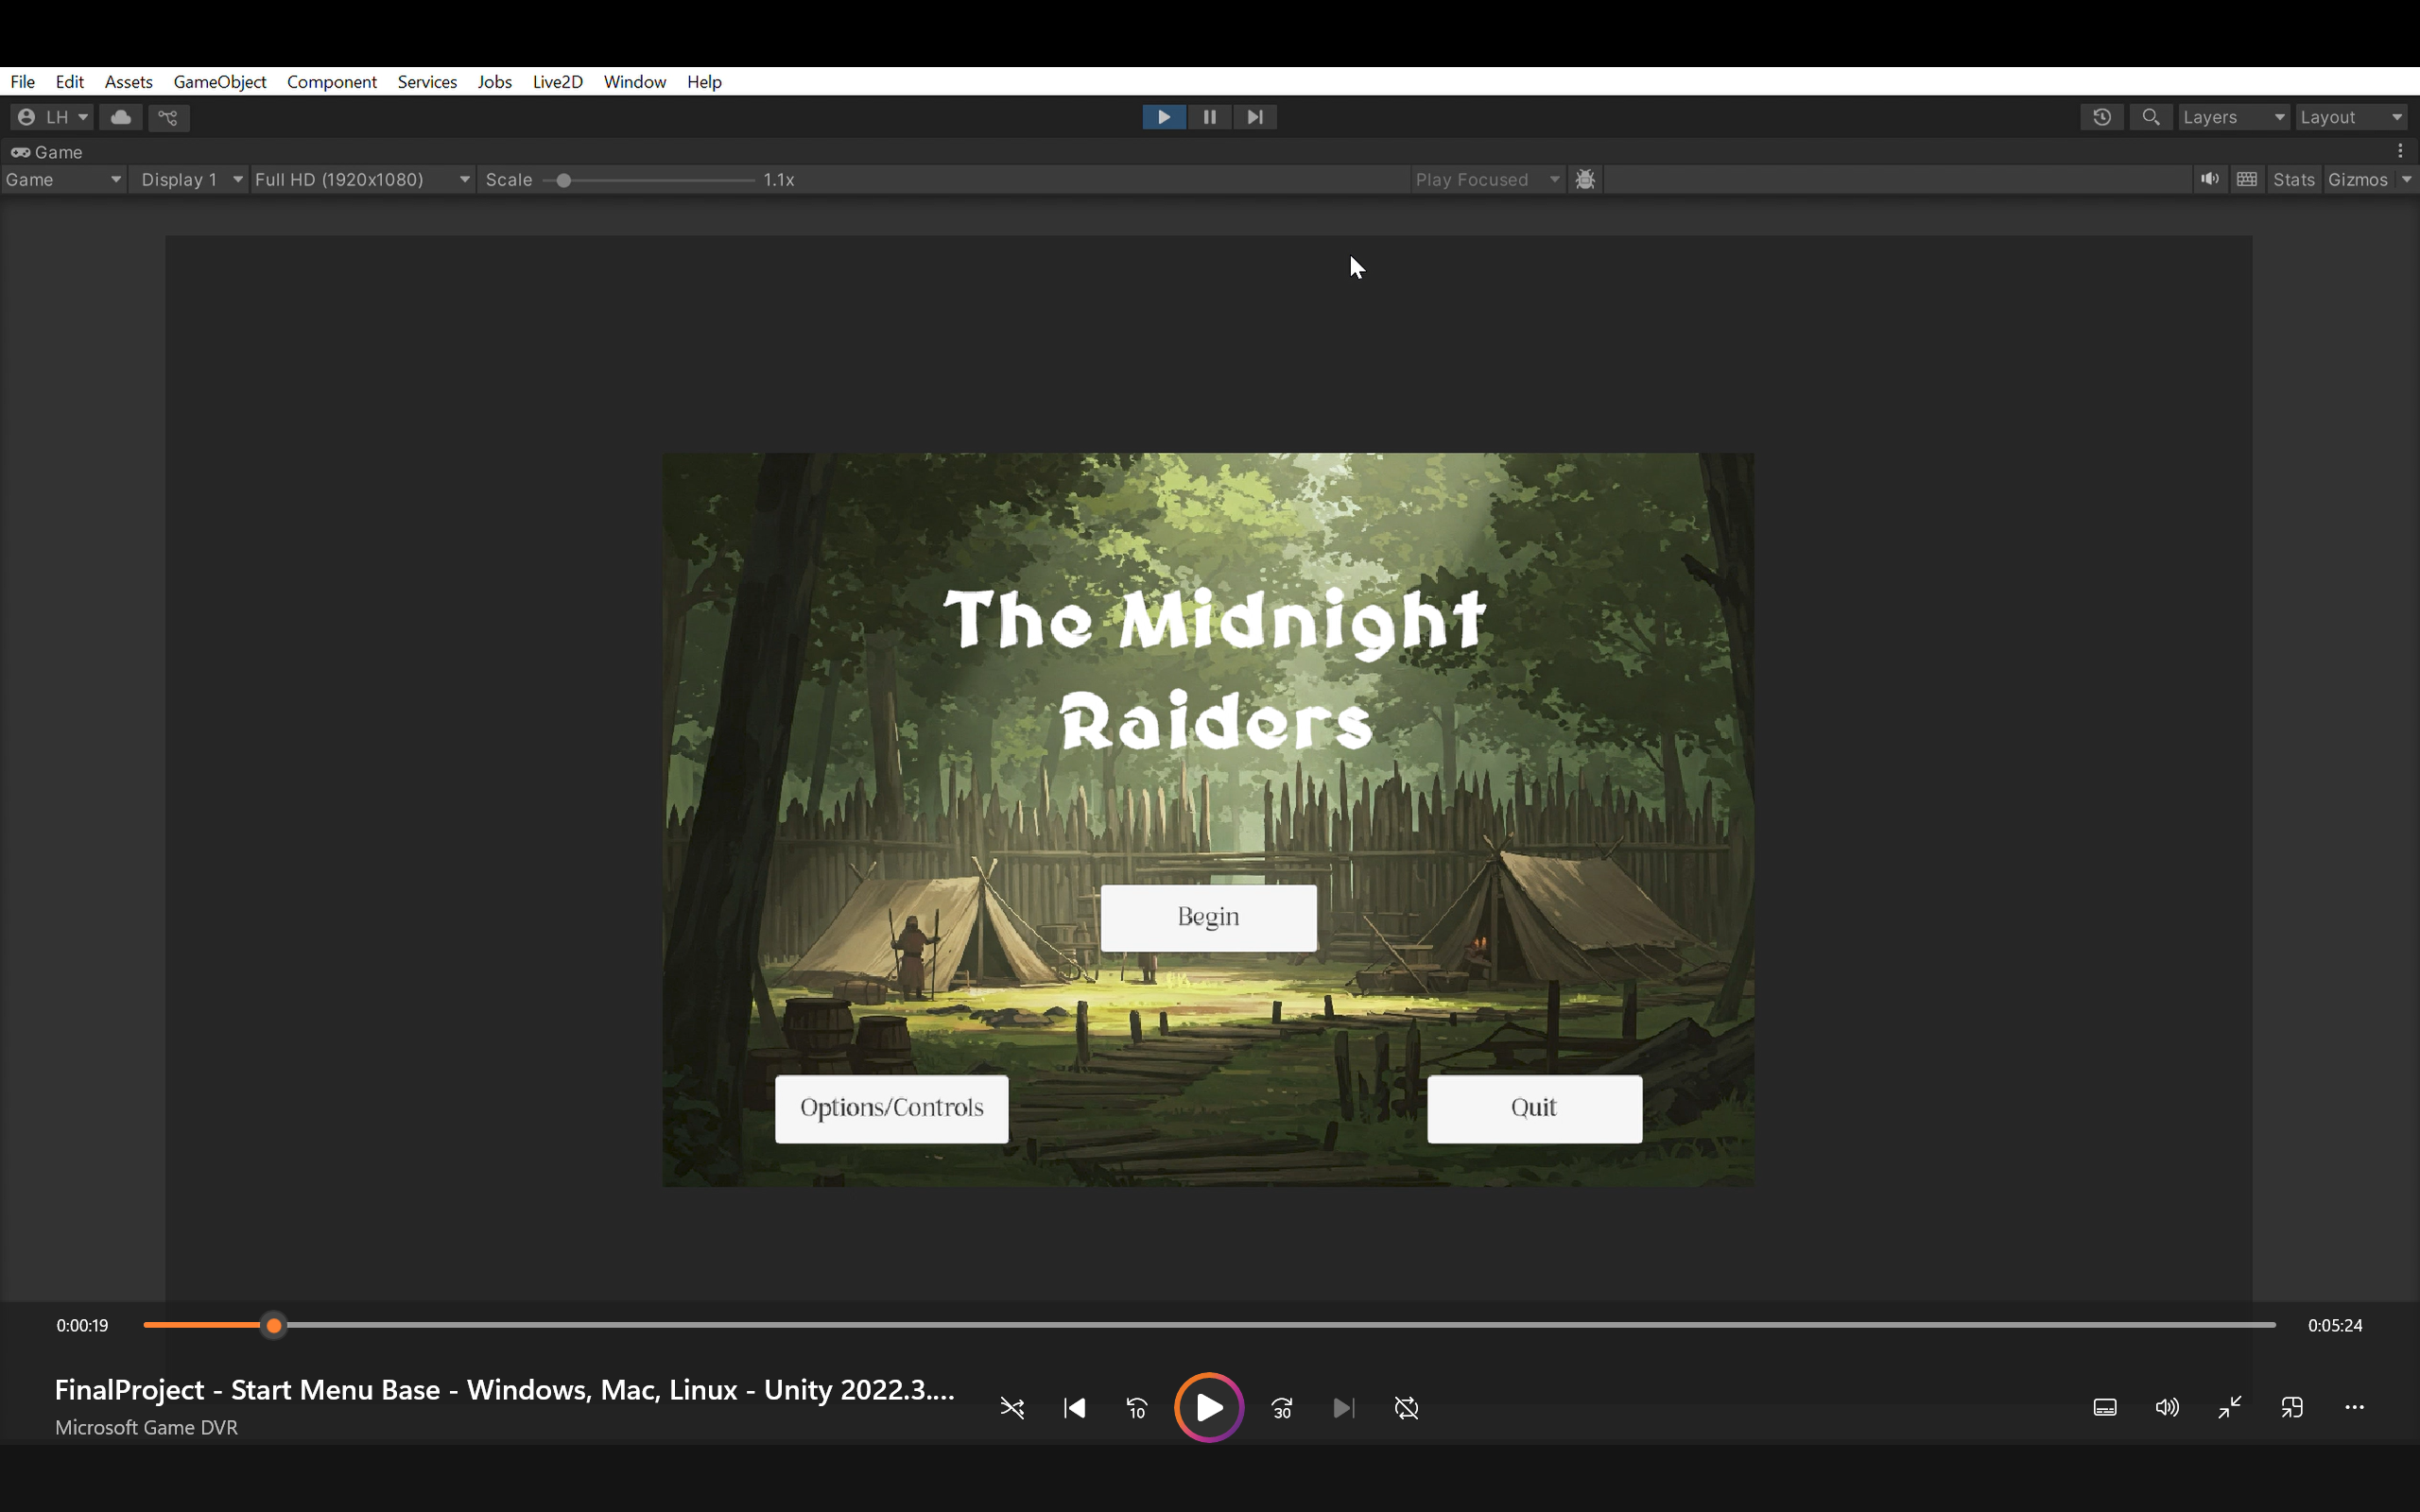 File Edit Assets GameObject Component Services Jobs Live2D Window Help
LH Layers Layout
Game
Game Display 1 Full HD (1920x1080) Scale 1.1x Play Focused Stats Gizmos
The Midnight
Raiders
Begin
Options/Controls Quit
0:00:19 0:05:24
FinalProject - Start Menu Base - Windows, Mac, Linux - Unity 2022.3....
10 30
Microsoft Game DVR